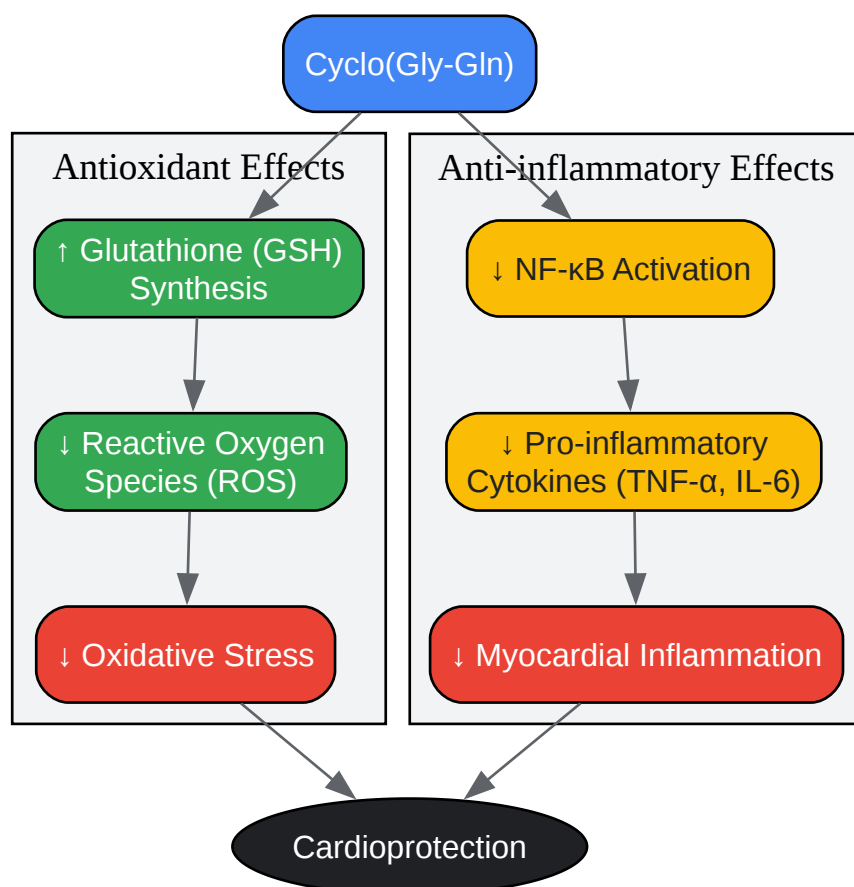 Cyclo(Gly-Gln)
Antioxidant Effects
↑ Glutathione (GSH)
Synthesis
↓ Reactive Oxygen
Species (ROS)
↓ Oxidative Stress
Anti-inflammatory Effects
↓ NF-κB Activation
↓ Pro-inflammatory
Cytokines (TNF-α, IL-6)
↓ Myocardial Inflammation
Cardioprotection